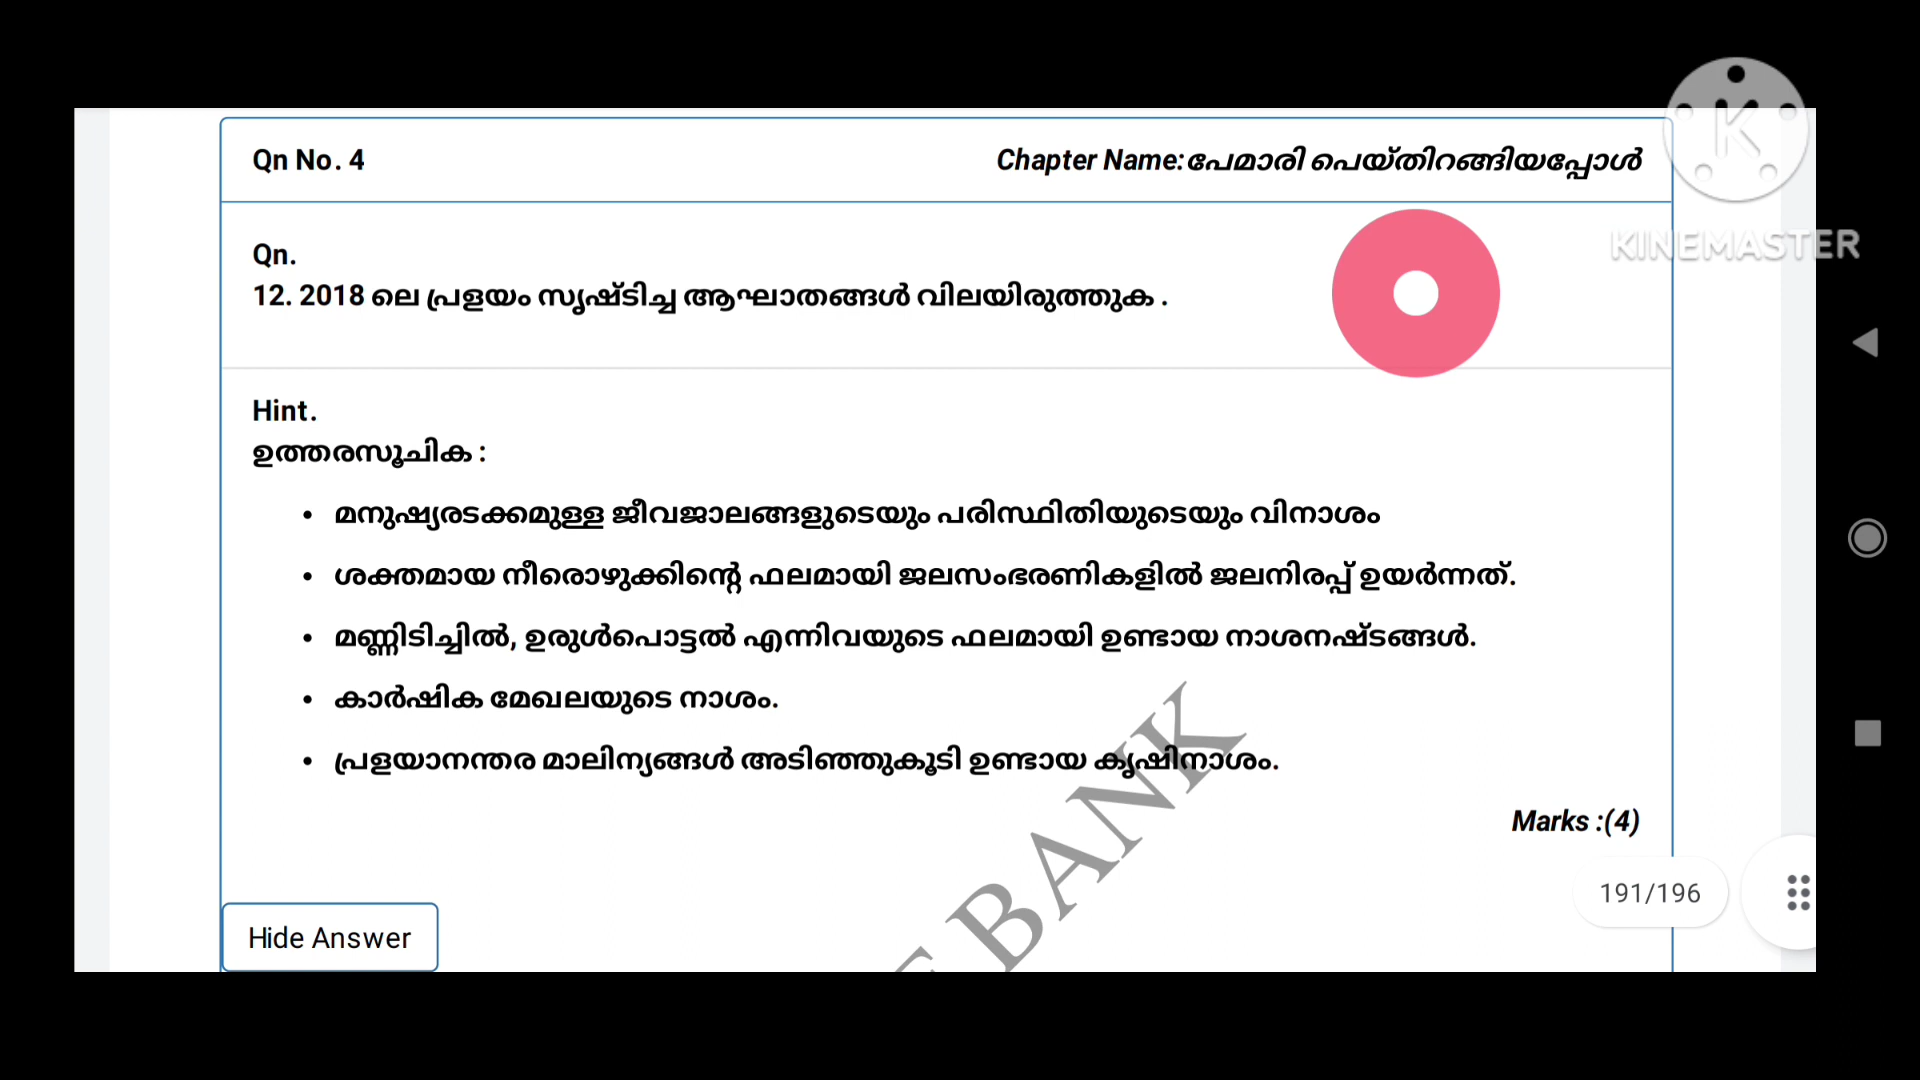 Qn No. 4
Chapter Name:പേമാരി പെയ്തിറങ്ങിയപ്പോൾ
KINEMASTER
Qn.
12. 2018 ലെ പ്രളയം സൃഷ്ടിച്ച ആഘാതങ്ങൾ വിലയിരുത്തുക .
Hint.
ഉത്തരസൂചിക :
• മനുഷ്യരടക്കമുള്ള ജീവജാലങ്ങളുടെയും പരിസ്ഥിതിയുടെയും വിനാശം
• ശക്തമായ നീരൊഴുക്കിന്റെ ഫലമായി ജലസംഭരണികളിൽ ജലനിരപ്പ് ഉയർന്നത്.
• മണ്ണിടിച്ചിൽ, ഉരുൾപൊട്ടൽ എന്നിവയുടെ ഫലമായി ഉണ്ടായ നാശനഷ്ടങ്ങൾ.
• കാർഷിക മേഖലയുടെ നാശം.
• പ്രളയാനന്തര മാലിന്യങ്ങൾ അടിഞ്ഞുകൂടി ഉണ്ടായ കൃഷിനാശം.
Marks :(4)
191/196
BANK
Hide Answer